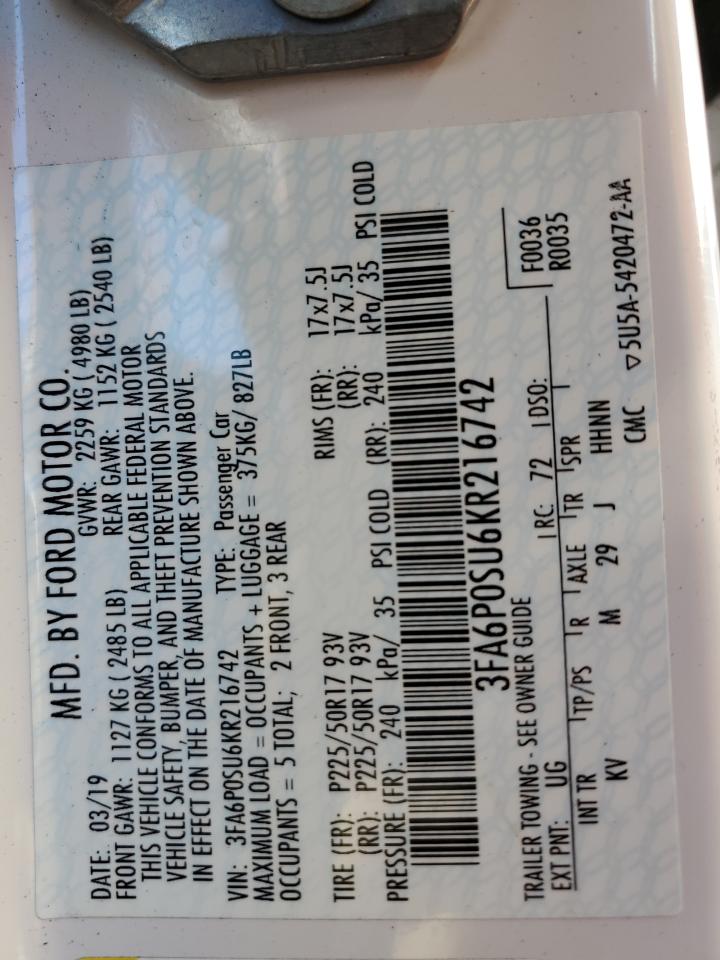 MFD. BY FORD MOTOR CO.
DATE: 03/19 GVWR: 2259 KG ( 4980 LB)
FRONT GAWR: 1127 KG ( 2485 LB) REAR GAWR: 1152 KG ( 2540 LB)
THIS VEHICLE CONFORMS TO ALL APPLICABLE FEDERAL MOTOR
VEHICLE SAFETY, BUMPER, AND THEFT PREVENTION STANDARDS
IN EFFECT ON THE DATE OF MANUFACTURE SHOWN ABOVE.
VIN: 3FA6P0SU6KR216742 TYPE: Passenger Car
MAXIMUM LOAD = OCCUPANTS + LUGGAGE = 375KG/ 827LB
OCCUPANTS = 5 TOTAL; 2 FRONT, 3 REAR
TIRE (FR): P225/50R17 93V RIMS (FR): 17x7.5J
(RR): P225/50R17 93V (RR): 17x7.5J
PRESSURE (FR): 240 kPa/ 35 PSI COLD (RR): 240 kPa/ 35 PSI COLD
3FA6P0SU6KR216742
TRAILER TOWING - SEE OWNER GUIDE F0036
EXT PNT: UG RC: 72 DSO: R0035
INT TR TP/PS R AXLE TR SPR
KV M 29 J HHNN
CMC ▽5U5A-5420472-AA